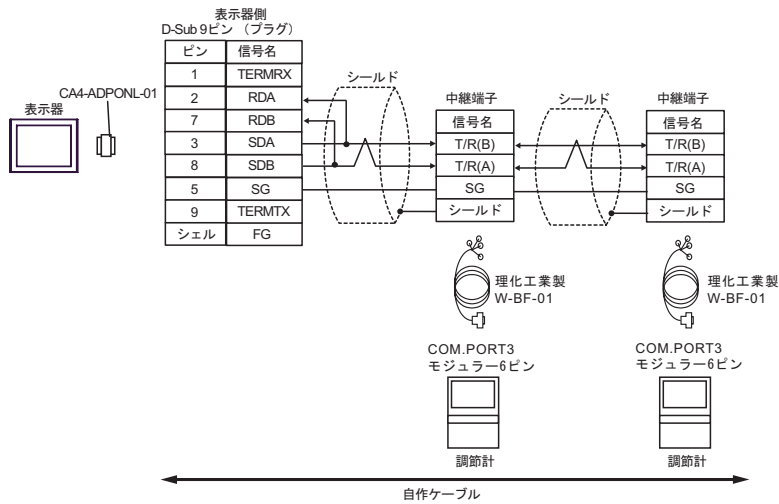 表示器側
D-Sub 9ピン （プラグ）
ピン 信号名
1 TERMRX
2 RDA
7 RDB
3 SDA
8 SDB
5 SG
9 TERMTX
シェル FG
CA4-ADPONL-01
表示器
シールド
中継端子
信号名
T/R(B)
T/R(A)
SG
シールド
シールド
中継端子
信号名
T/R(B)
T/R(A)
SG
シールド
理化工業製
W-BF-01
理化工業製
W-BF-01
COM.PORT3
モジュラー6ピン
COM.PORT3
モジュラー6ピン
調節計
調節計
自作ケーブル